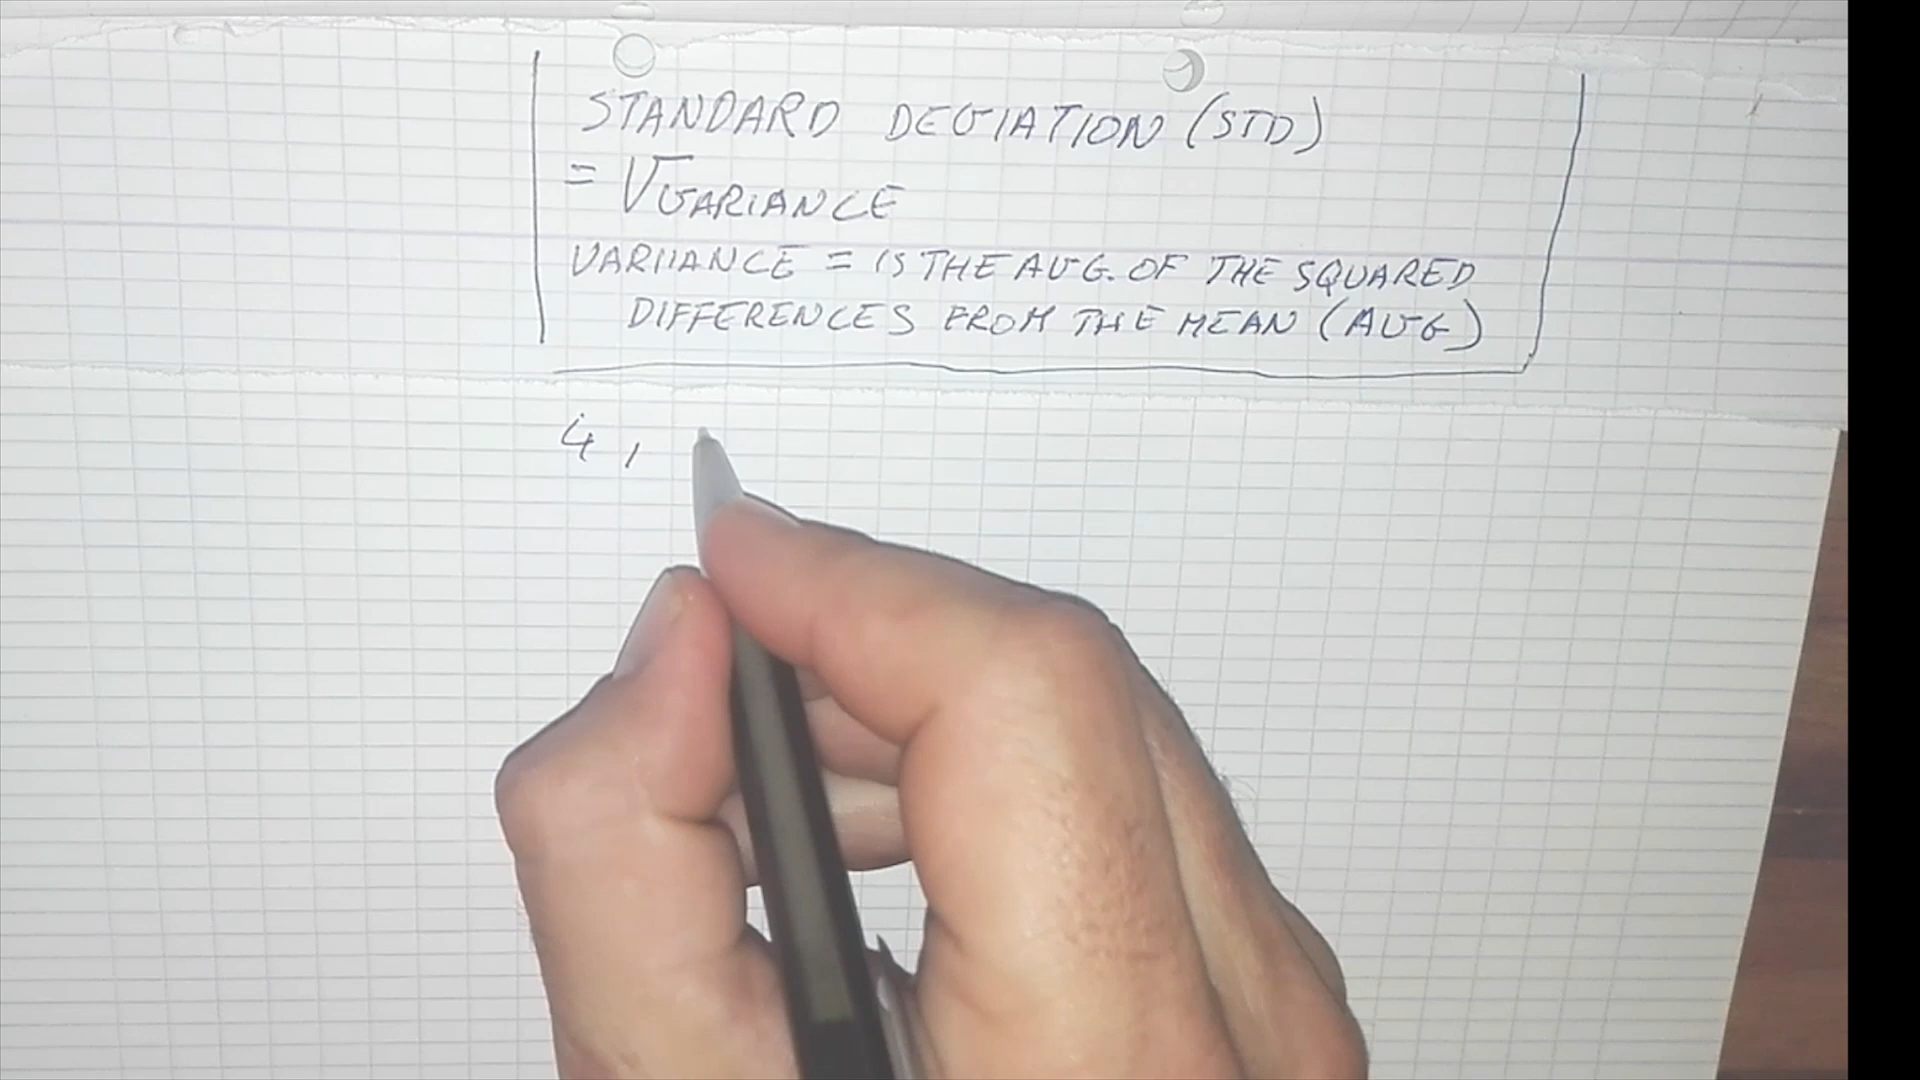 STANDARD DEVIATION (STD)
= √VARIANCE
VARIIANCE = IS THE AVG. OF THE SQUARED
DIFFERENCES FROM THE MEAN (AVG)
4 ,